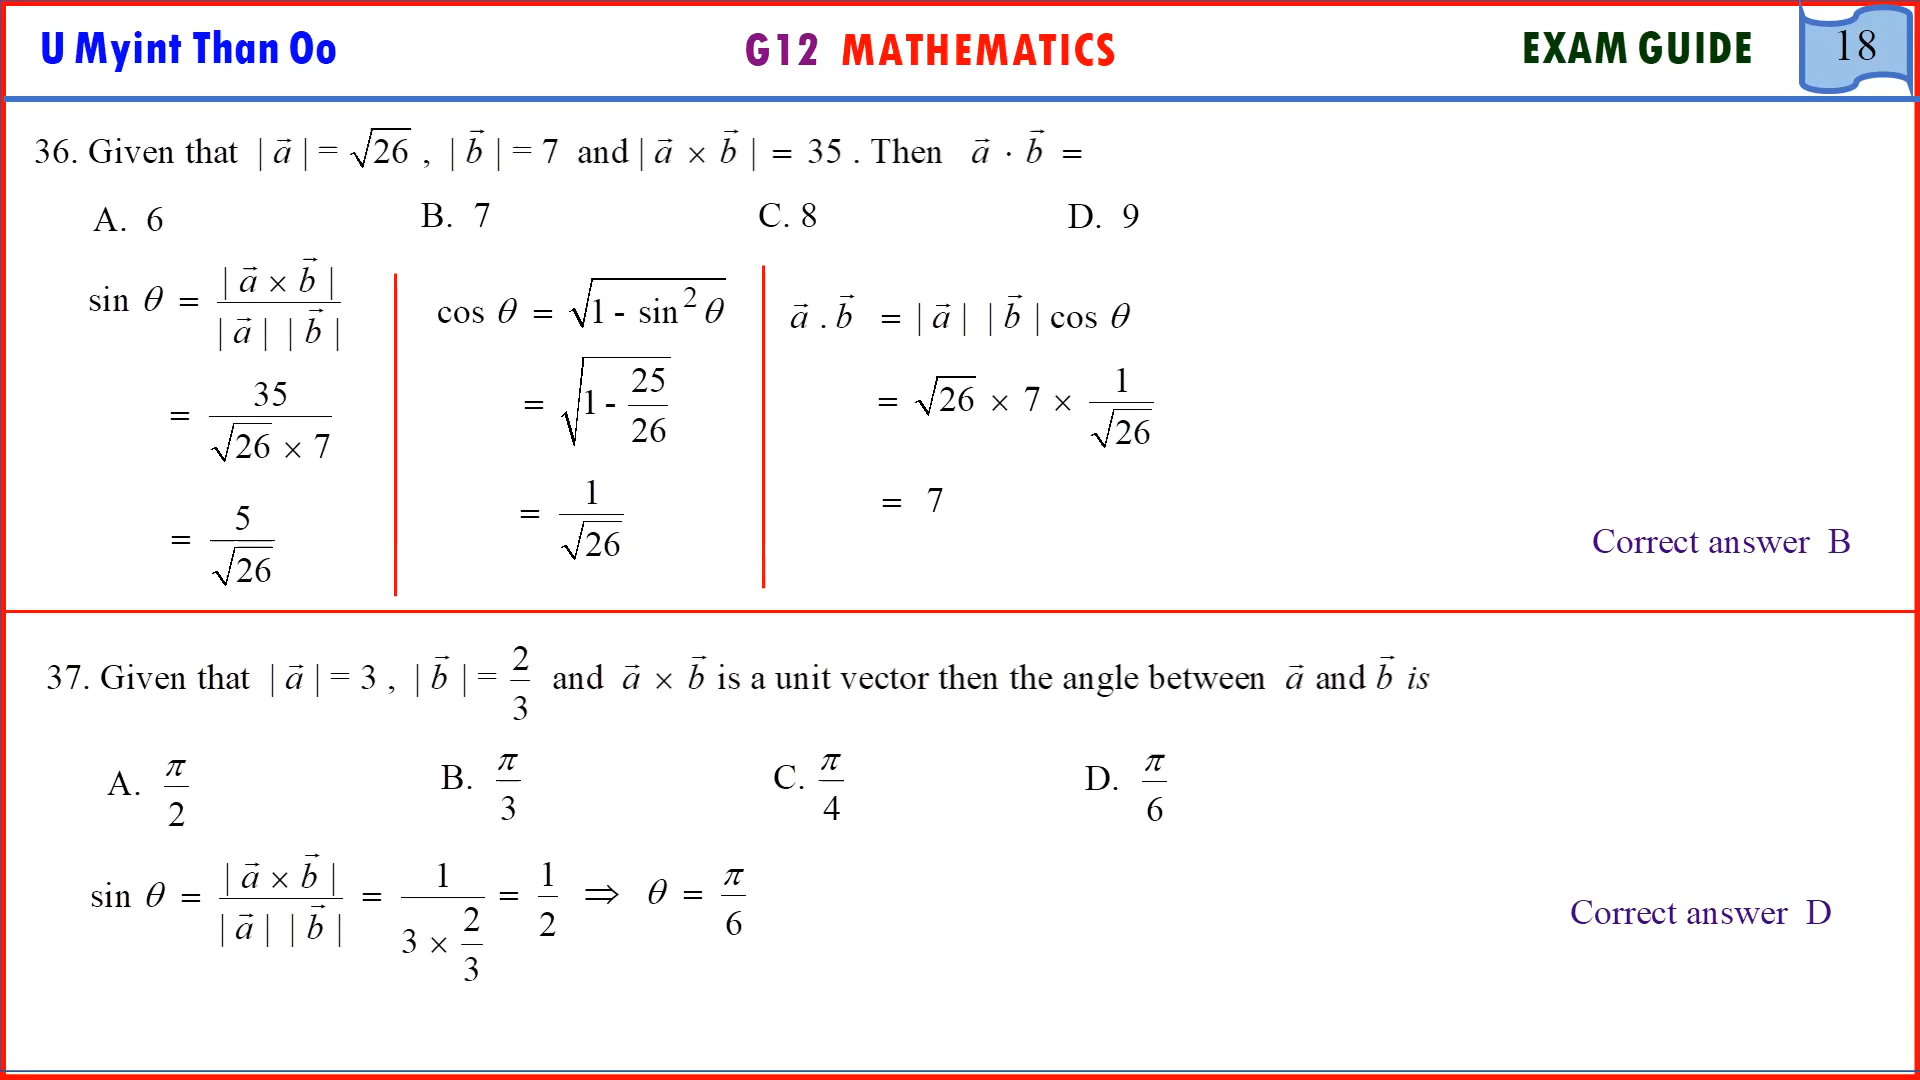 U Myint Than Oo G12 MATHEMATICS EXAM GUIDE 18
36. Given that | a⃗ | = √26 , | b⃗ | = 7 and | a⃗ × b⃗ | = 35 . Then a⃗ · b⃗ =
A. 6 B. 7 C. 8 D. 9
sin θ = | a⃗ × b⃗ | / | a⃗ | | b⃗ |
= 35 / √26 × 7
= 5 / √26
cos θ = √(1 - sin² θ)
= √(1 - 25/26)
= 1 / √26
a⃗ . b⃗ = | a⃗ | | b⃗ | cos θ
= √26 × 7 × 1/√26
= 7
Correct answer B
37. Given that | a⃗ | = 3 , | b⃗ | = 2/3 and a⃗ × b⃗ is a unit vector then the angle between a⃗ and b⃗ is
A. π/2 B. π/3 C. π/4 D. π/6
sin θ = | a⃗ × b⃗ | / | a⃗ | | b⃗ | = 1 / (3 × 2/3) = 1/2 ⇒ θ = π/6
Correct answer D